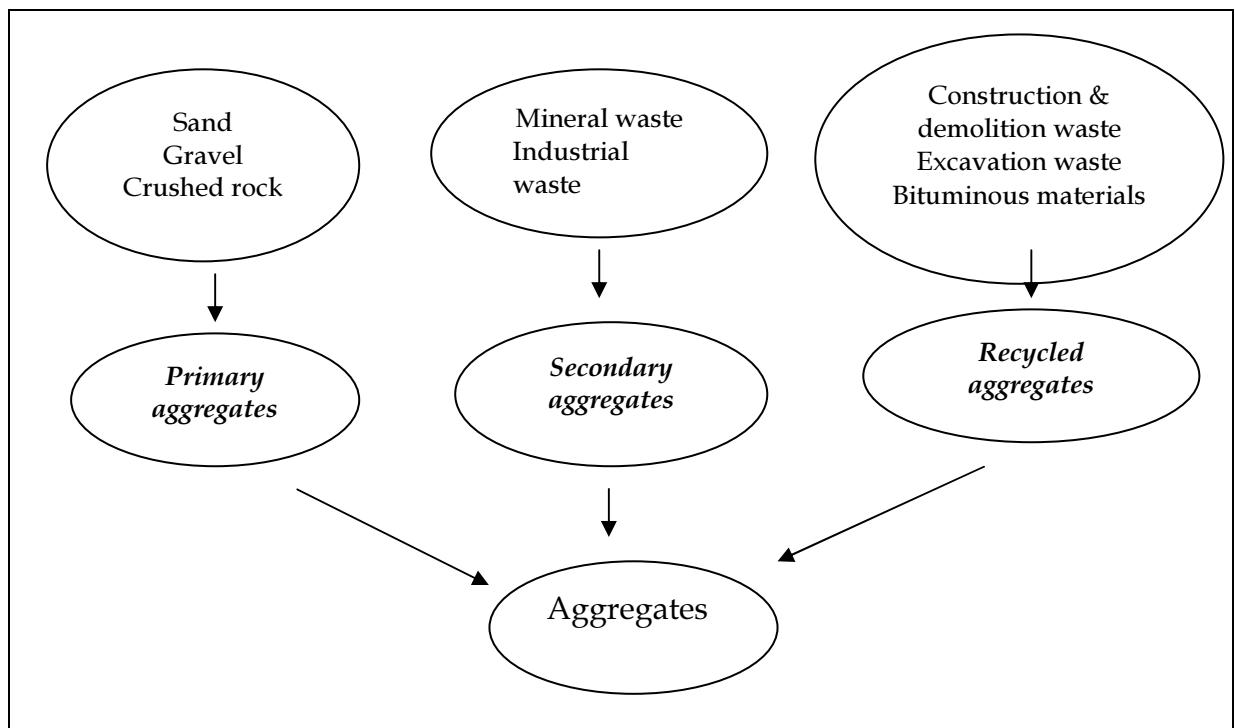 Sand
Gravel
Crushed rock
Mineral waste
Industrial
waste
Construction &
demolition waste
Excavation waste
Bituminous materials
Primary
aggregates
Secondary
aggregates
Recycled
aggregates
Aggregates